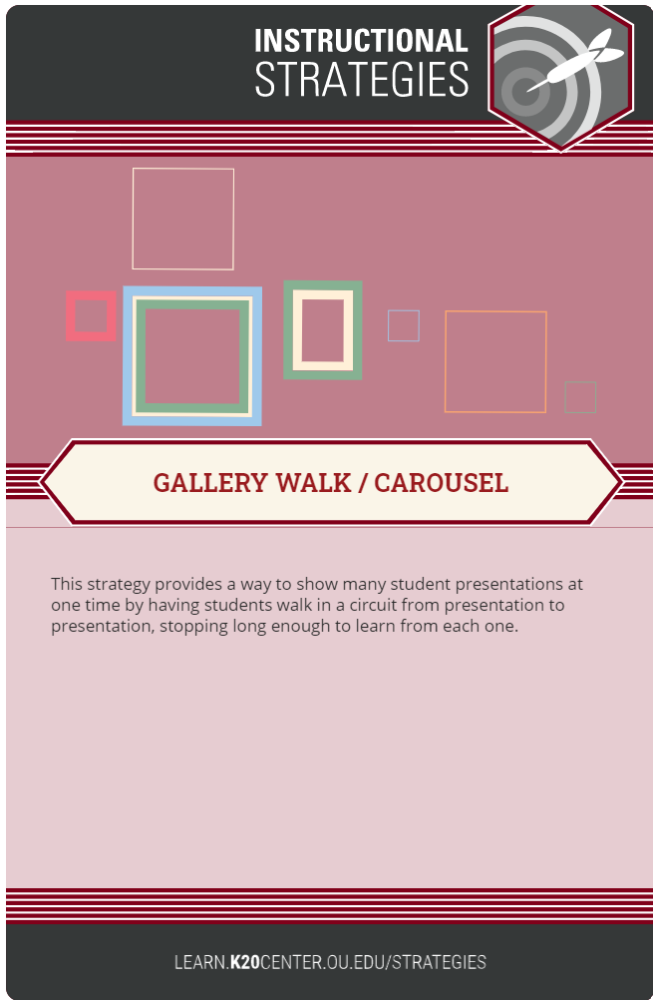 INSTRUCTIONAL
STRATEGIES
GALLERY WALK / CAROUSEL
This strategy provides a way to show many student presentations at
one time by having students walk in a circuit from presentation to
presentation, stopping long enough to learn from each one.
LEARN.K20CENTER.OU.EDU/STRATEGIES